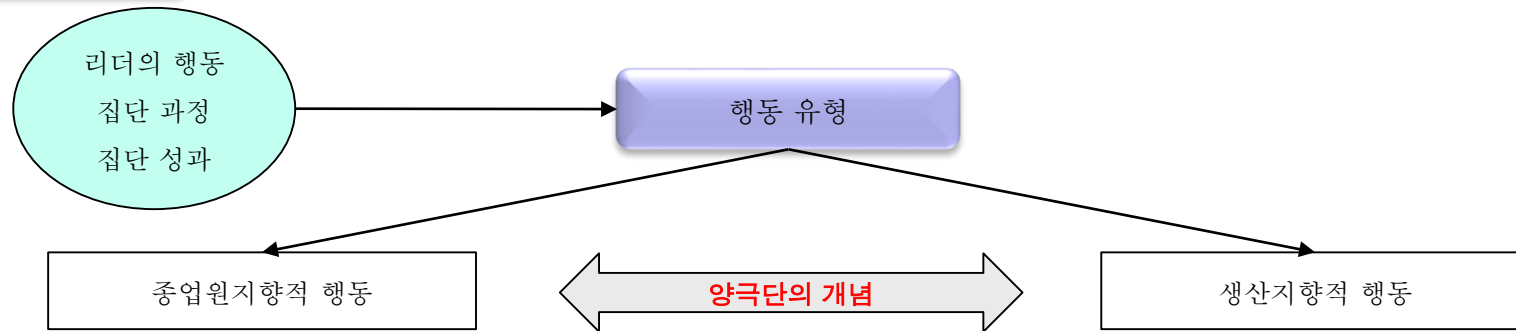 리더의 행동
집단 과정
집단 성과
행동 유형
종업원지향적 행동
양극단의 개념
생산지향적 행동